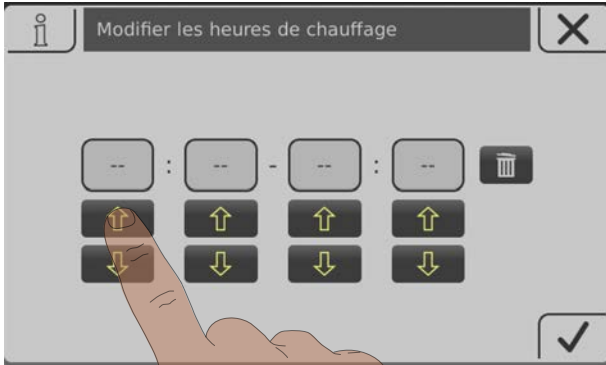 i
Modifier les heures de chauffage
-- : -- - -- : --